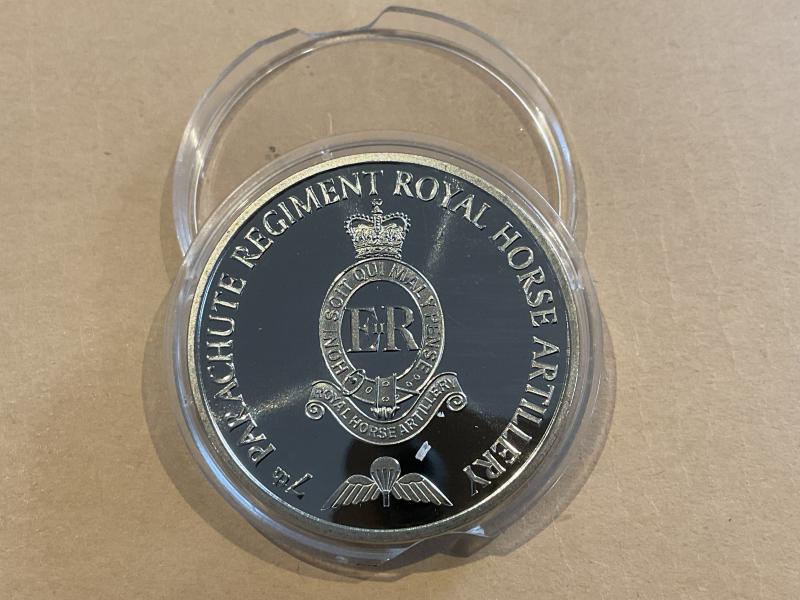 7th PARACHUTE REGIMENT ROYAL HORSE ARTILLERY
HONI SOIT QUI MAL Y PENSE
EIIR
ROYAL HORSE ARTILLERY